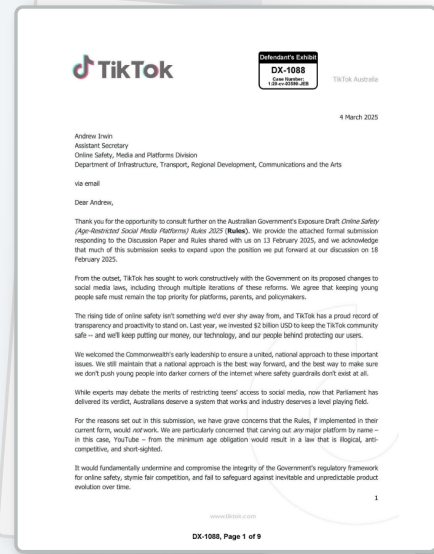 TikTok
Defendant's Exhibit
DX-1088
Case Number:
TikTok Australia
4 March 2025
Andrew Irwin
Assistant Secretary
Online Safety, Media and Platforms Division
Department of Infrastructure, Transport, Regional Development, Communications and the Arts
via email
Dear Andrew,
Thank you for the opportunity to consult further on the Australian Government's Exposure Draft Online Safety
(Age-Restricted Social Media Platforms) Rules 2025 (Rules). We provide the attached formal submission
responding to the Discussion Paper and Rules shared with us on 13 February 2025, and we acknowledge
that much of this submission seeks to expand upon the position we put forward at our discussion on 18
February 2025.
From the outset, TikTok has sought to work constructively with the Government on its proposed changes to
social media laws, including through multiple iterations of these reforms. We agree that keeping young
people safe must remain the top priority for platforms, parents, and policymakers.
The rising tide of online safety isn't something we'd ever shy away from, and TikTok has a proud record of
transparency and proactivity to stand on. Last year, we invested $2 billion USD to keep the TikTok community
safe -- and we'll keep putting our money, our technology, and our people behind protecting our users.
We welcomed the Commonwealth's early leadership to ensure a united, national approach to these important
issues. We still maintain that a national approach is the best way forward, and the best way to make sure
we don't push young people into darker corners of the internet where safety guardrails don't exist at all.
While experts may debate the merits of restricting teens' access to social media, now that Parliament has
delivered its verdict, Australians deserve a system that works and industry deserves a level playing field.
For the reasons set out in this submission, we have grave concerns that the Rules, if implemented in their
current form, would not work. We are particularly concerned that carving out any major platform by name –
in this case, YouTube – from the minimum age obligation would result in a law that is illogical, anti-
competitive, and short-sighted.
It would fundamentally undermine and compromise the integrity of the Government's regulatory framework
for online safety, stymie fair competition, and fail to safeguard against inevitable and unpredictable product
evolution over time.
1
www.tiktok.com
DX-1088, Page 1 of 9